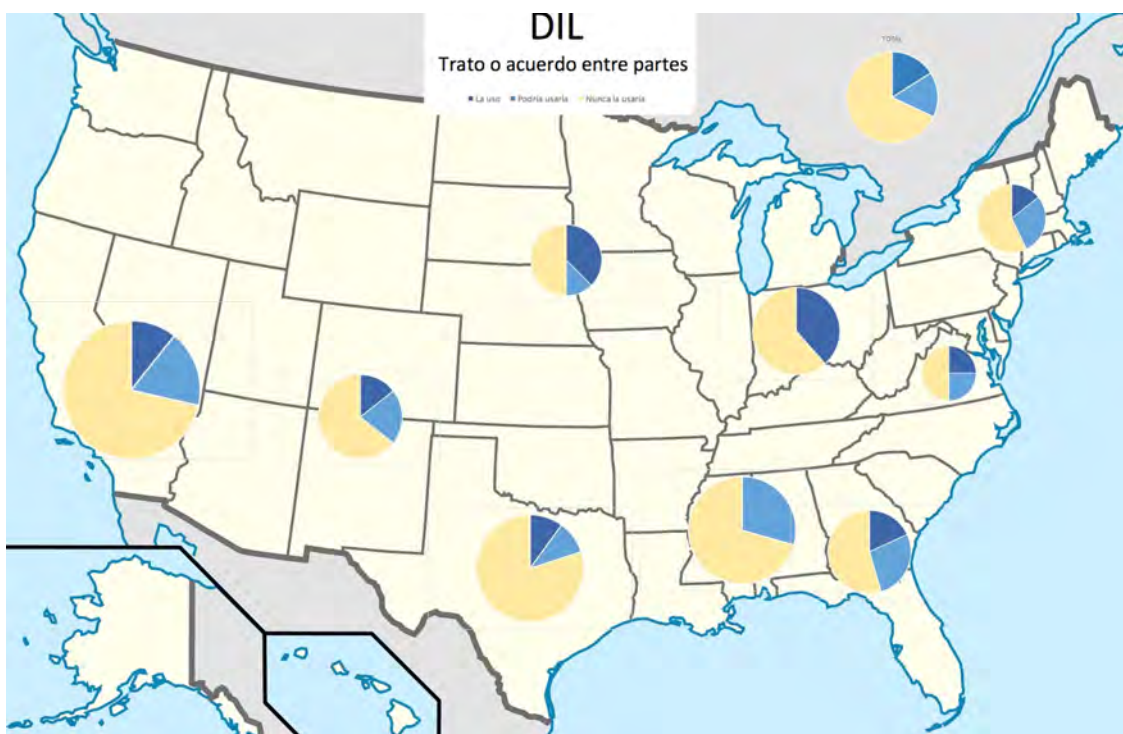 DIL
Trato o acuerdo entre partes
La uso Podría usarla Nunca la usaría
TOTAL